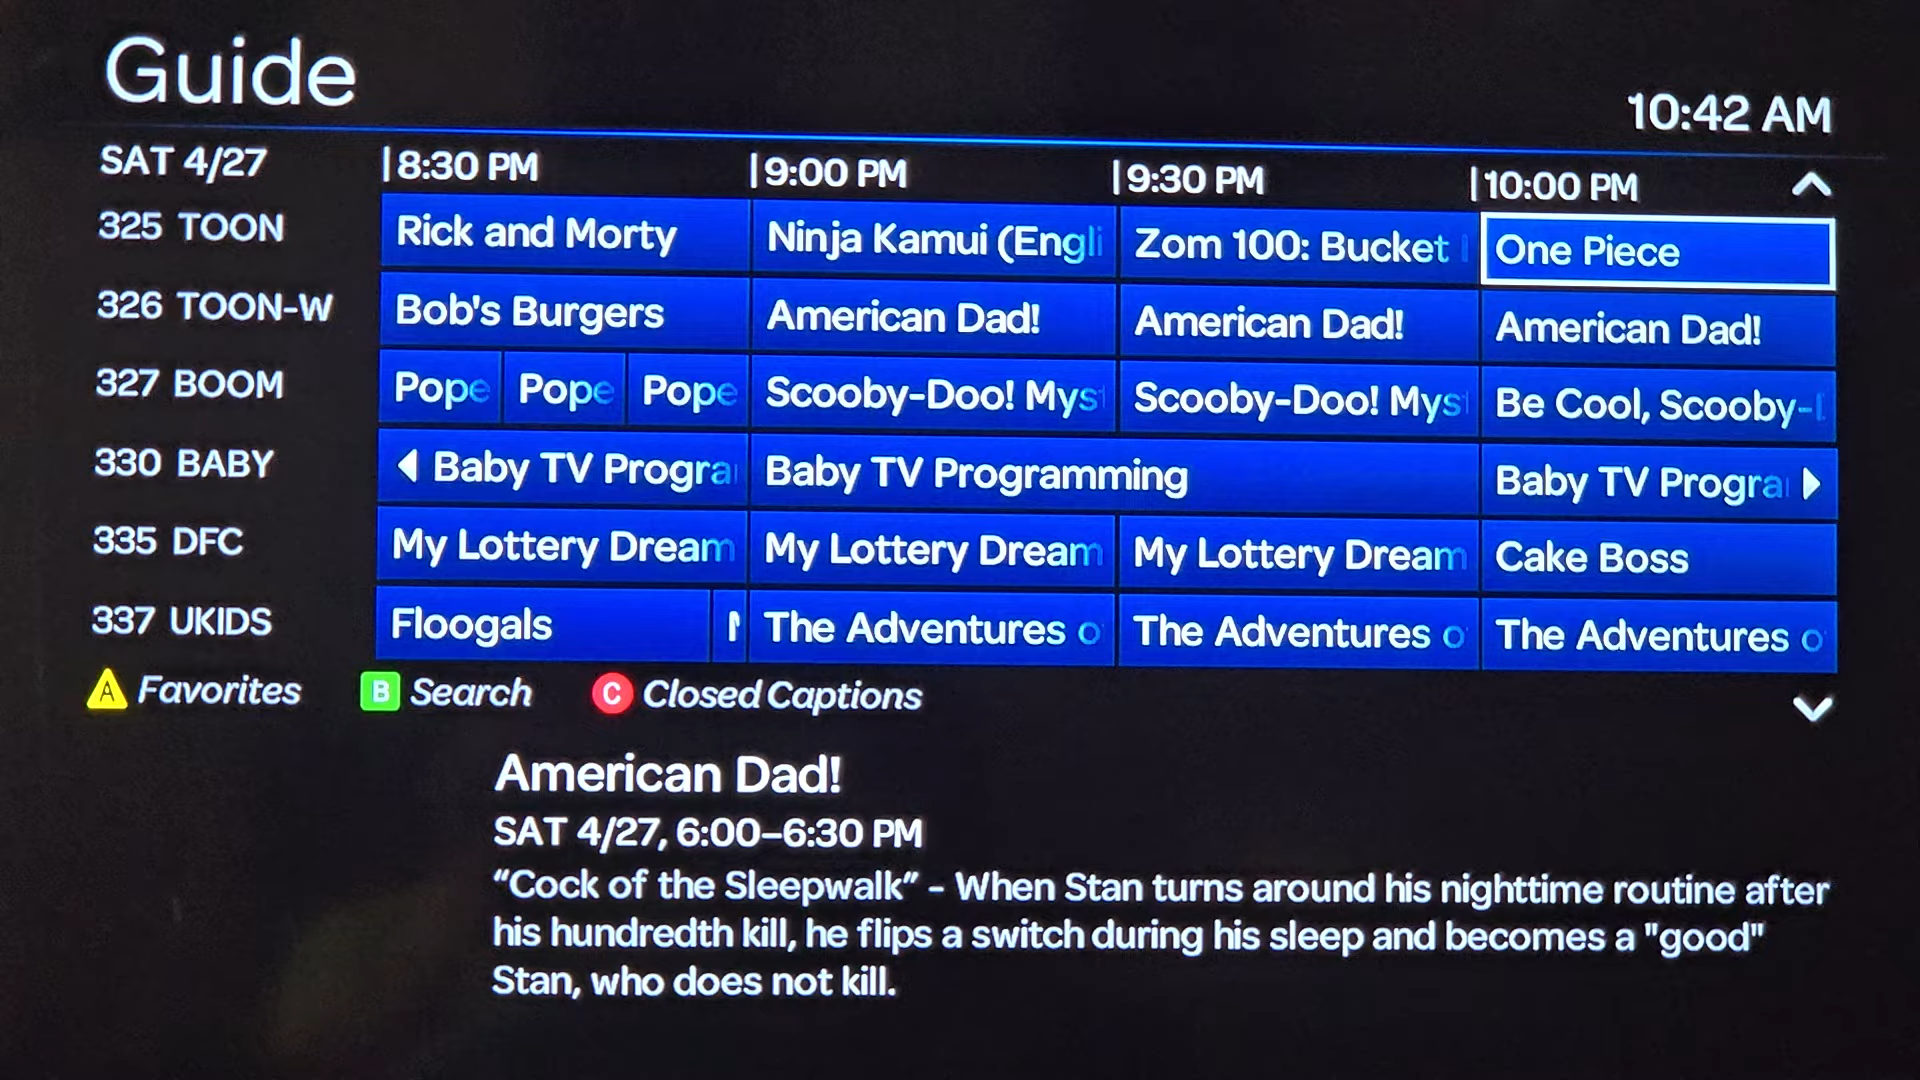 Guide
10:42 AM
SAT 4/27 8:30 PM 9:00 PM 9:30 PM 10:00 PM
325 TOON Rick and Morty Ninja Kamui (Engli Zom 100: Bucket One Piece
326 TOON-W Bob's Burgers American Dad! American Dad! American Dad!
327 BOOM Pope Pope Pope Scooby-Doo! Mys Scooby-Doo! Mys Be Cool, Scooby-
330 BABY Baby TV Progra Baby TV Programming Baby TV Progra
335 DFC My Lottery Dream My Lottery Dream My Lottery Dream Cake Boss
337 UKIDS Floogals The Adventures o The Adventures o The Adventures o
A Favorites B Search C Closed Captions
American Dad!
SAT 4/27, 6:00–6:30 PM
“Cock of the Sleepwalk” - When Stan turns around his nighttime routine after
his hundredth kill, he flips a switch during his sleep and becomes a "good"
Stan, who does not kill.